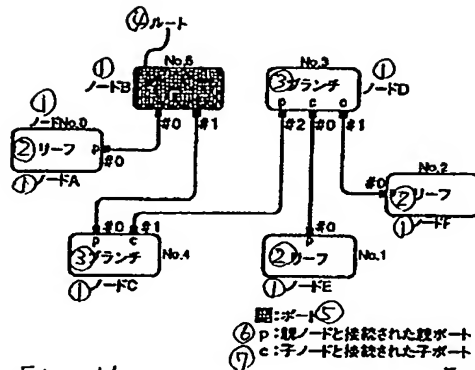 ④ルート
No.5
No.3
①
ノードB
③ブランチ
①
ノードD
p c c
#0 #1
#2 #0 #1
①
ノードNo.0
②リーフ p
#0
①ノードA
No.2
#0
②リーフ
①ノードF
#0 #1
p c
③ブランチ
No.4
①ノードC
#0
p
②リーフ
No.1
①ノードE
:ポート⑤
⑥p:親ノードと接続された親ポート
⑦c:子ノードと接続された子ポート